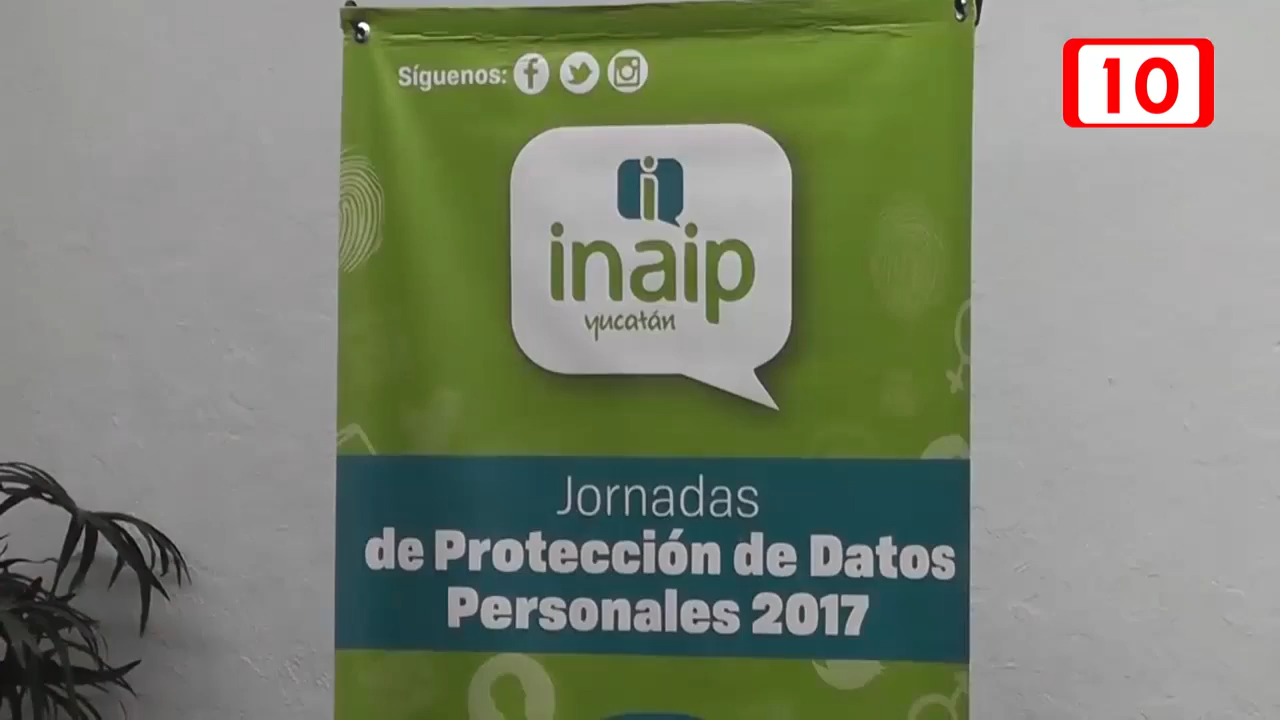 Síguenos:
10
inaip
yucatán
Jornadas
de Protección de Datos
Personales 2017